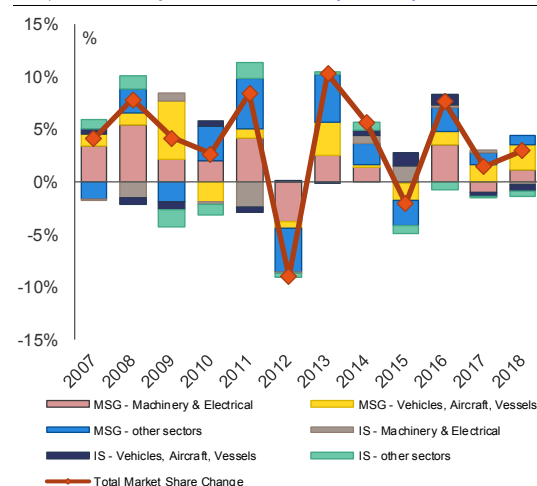 15%
%
10%
5%
0%
-5%
-10%
-15%
2007 2008 2009 2010 2011 2012 2013 2014 2015 2016 2017 2018
MSG - Machinery & Electrical
MSG - Vehicles, Aircraft, Vessels
MSG - other sectors
IS - Machinery & Electrical
IS - Vehicles, Aircraft, Vessels
IS - other sectors
Total Market Share Change